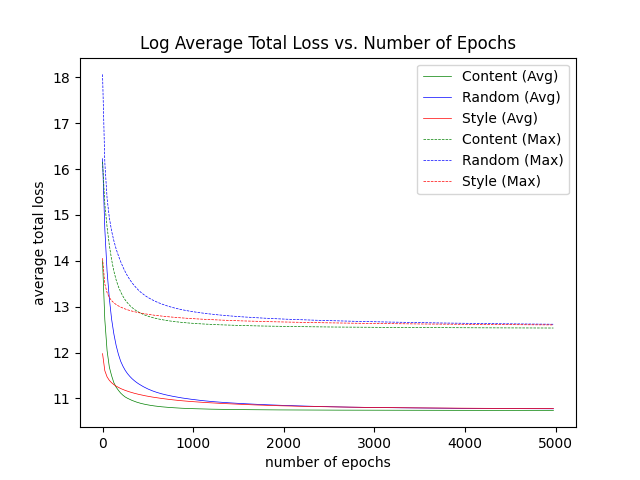 Log Average Total Loss vs. Number of Epochs
18
17
16
15
14
13
12
11
average total loss
Content (Avg)
Random (Avg)
Style (Avg)
Content (Max)
Random (Max)
Style (Max)
0
1000
2000
3000
4000
5000
number of epochs